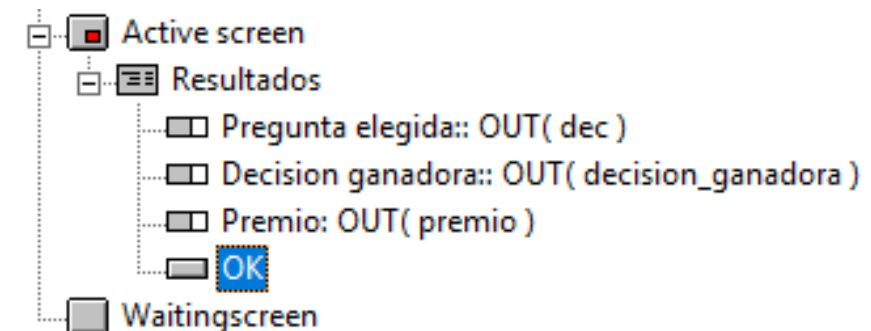 Active screen
Resultados
Pregunta elegida:: OUT( dec )
Decision ganadora:: OUT( decision_ganadora )
Premio: OUT( premio )
OK
Waitingscreen